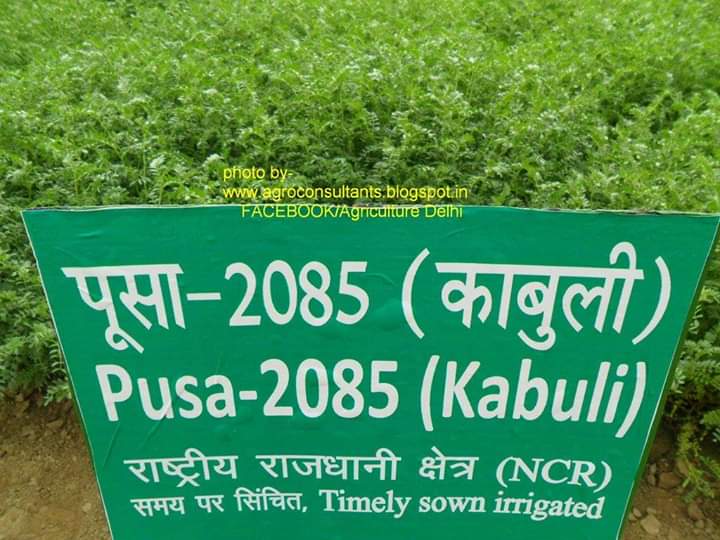 photo by-
www.agroconsultants.blogspot.in
FACEBOOK/Agriculture Delhi
पूसा–2085 (काबुली)
Pusa-2085 (Kabuli)
राष्ट्रीय राजधानी क्षेत्र (NCR)
समय पर सिंचित, Timely sown irrigated